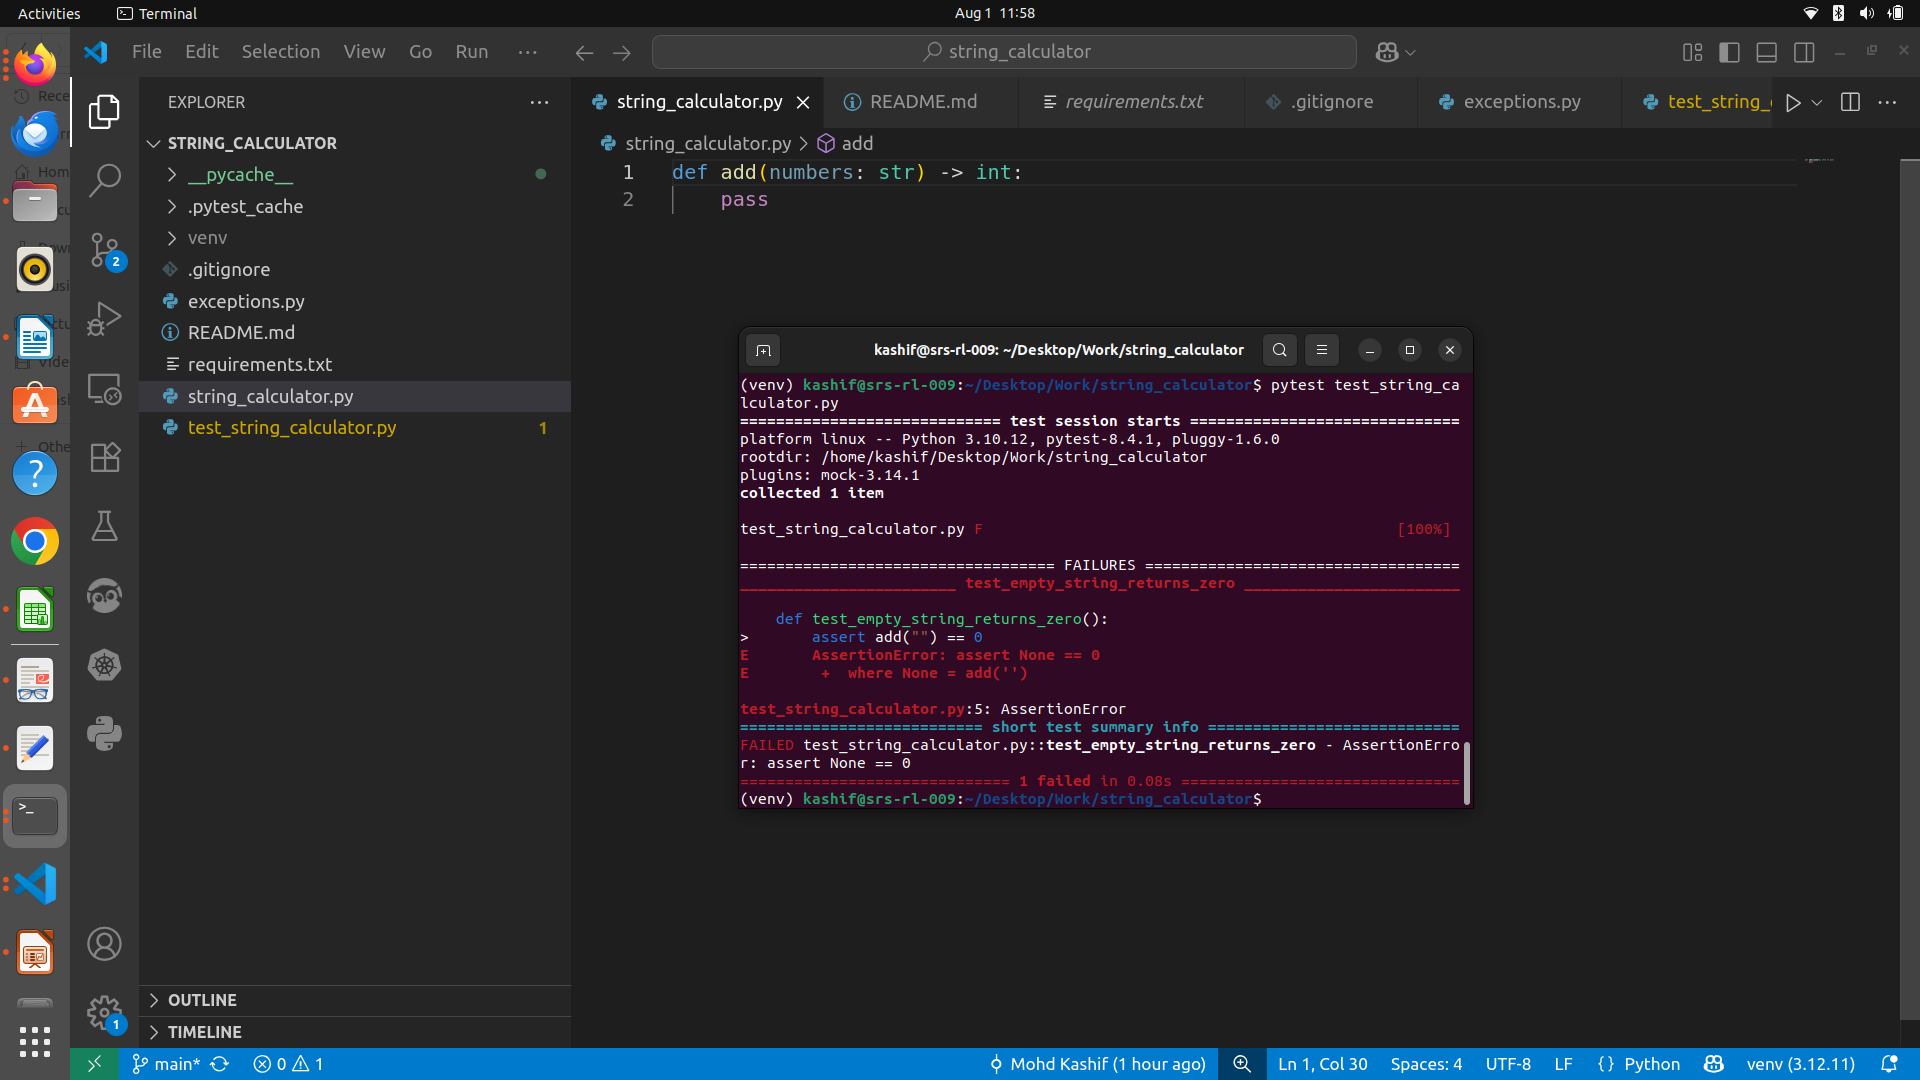 Activities
Terminal
Aug 1 11:58
File Edit Selection View Go Run ···
string_calculator
EXPLORER
STRING_CALCULATOR
__pycache__
.pytest_cache
venv
.gitignore
exceptions.py
README.md
requirements.txt
string_calculator.py
test_string_calculator.py 1
OUTLINE
TIMELINE
2
1
string_calculator.py
README.md
requirements.txt
.gitignore
exceptions.py
test_string_
string_calculator.py > add
1 def add(numbers: str) -> int:
2 pass
kashif@srs-rl-009: ~/Desktop/Work/string_calculator
(venv) kashif@srs-rl-009:~/Desktop/Work/string_calculator$ pytest test_string_ca
lculator.py
============================= test session starts ==============================
platform linux -- Python 3.10.12, pytest-8.4.1, pluggy-1.6.0
rootdir: /home/kashif/Desktop/Work/string_calculator
plugins: mock-3.14.1
collected 1 item
test_string_calculator.py F [100%]
=================================== FAILURES ===================================
________________________ test_empty_string_returns_zero ________________________
def test_empty_string_returns_zero():
> assert add("") == 0
E AssertionError: assert None == 0
E + where None = add('')
test_string_calculator.py:5: AssertionError
=========================== short test summary info ============================
FAILED test_string_calculator.py::test_empty_string_returns_zero - AssertionErro
r: assert None == 0
============================== 1 failed in 0.08s ===============================
(venv) kashif@srs-rl-009:~/Desktop/Work/string_calculator$
main* 0 1
Mohd Kashif (1 hour ago)
Ln 1, Col 30
Spaces: 4
UTF-8
LF
{} Python
venv (3.12.11)